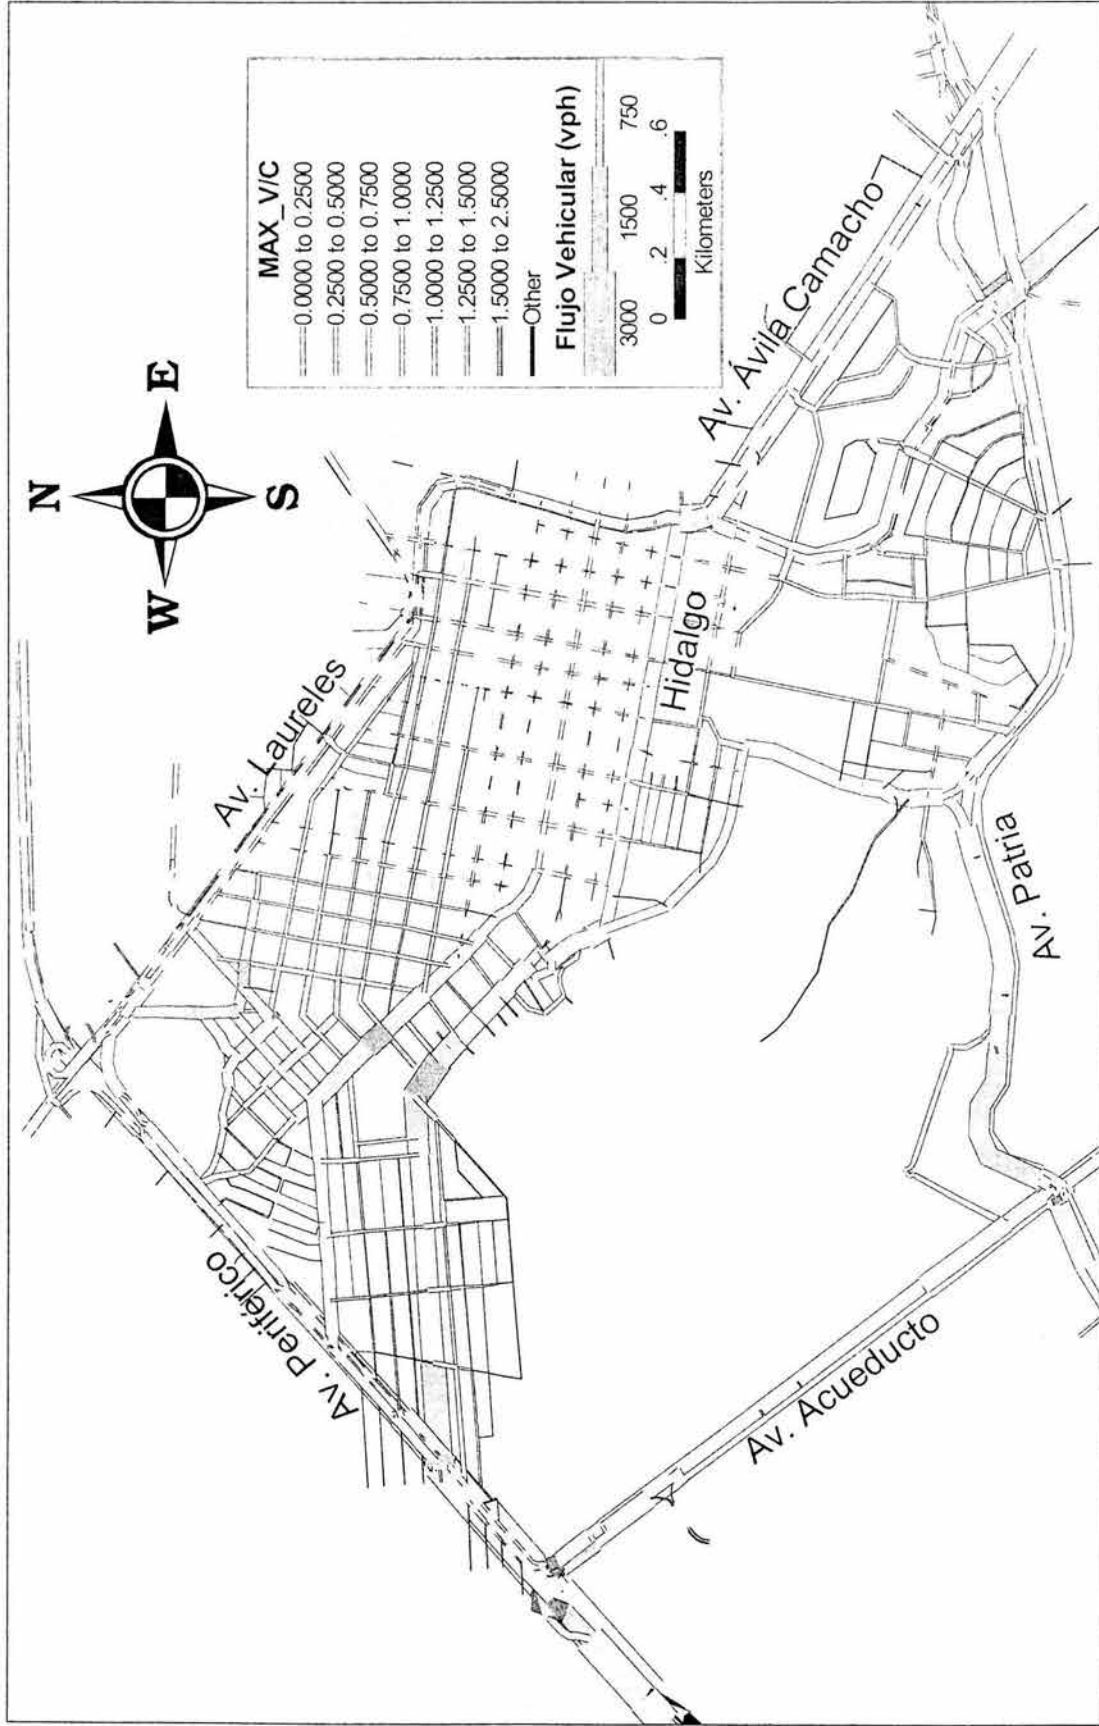 N
W
E
S
MAX_V/C
0.0000 to 0.2500
0.2500 to 0.5000
0.5000 to 0.7500
0.7500 to 1.0000
1.0000 to 1.2500
1.2500 to 1.5000
1.5000 to 2.5000
Other
Flujo Vehicular (vph)
3000 1500 750
0 .2 .4 .6
Kilometers
Av. Laureles
Av. Periférico
Av. Ávila Camacho
Hidalgo
Av. Patria
Av. Acueducto